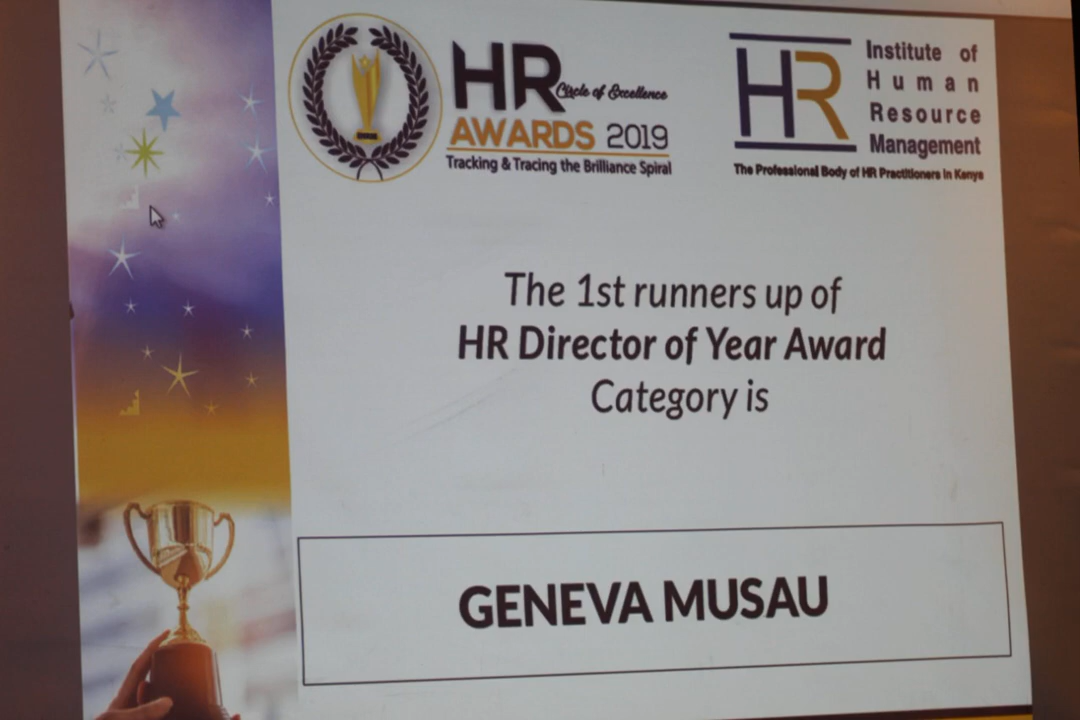 HR Circle of Excellence
AWARDS 2019
Tracking & Tracing the Brilliance Spiral
HR
Institute of
Human
Resource
Management
The Professional Body of HR Practitioners in Kenya
The 1st runners up of
HR Director of Year Award
Category is
GENEVA MUSAU